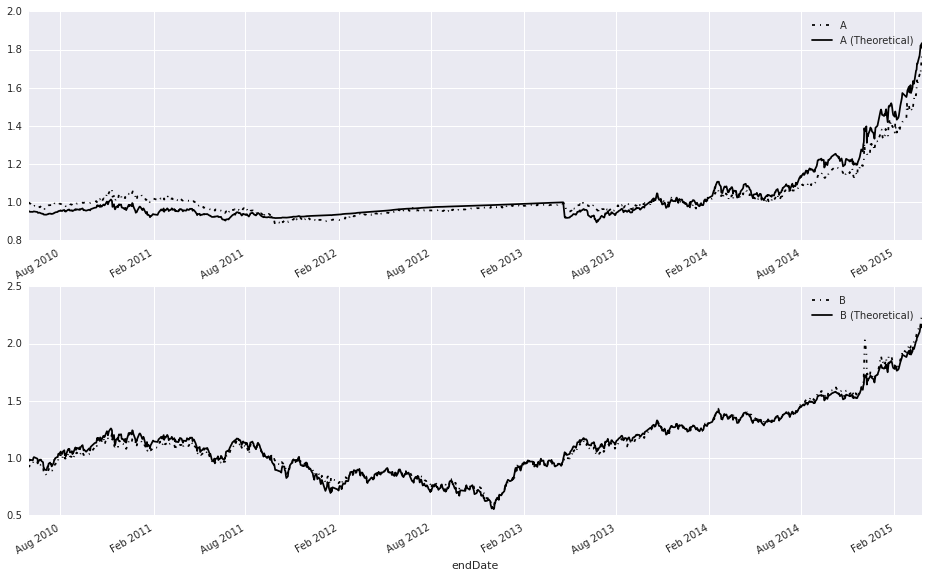 2.0
1.8
1.6
1.4
1.2
1.0
0.8
A
A (Theoretical)
Aug 2010
Feb 2011
Aug 2011
Feb 2012
Aug 2012
Feb 2013
Aug 2013
Feb 2014
Aug 2014
Feb 2015
2.5
2.0
1.5
1.0
0.5
B
B (Theoretical)
Aug 2010
Feb 2011
Aug 2011
Feb 2012
Aug 2012
Feb 2013
Aug 2013
Feb 2014
Aug 2014
Feb 2015
endDate